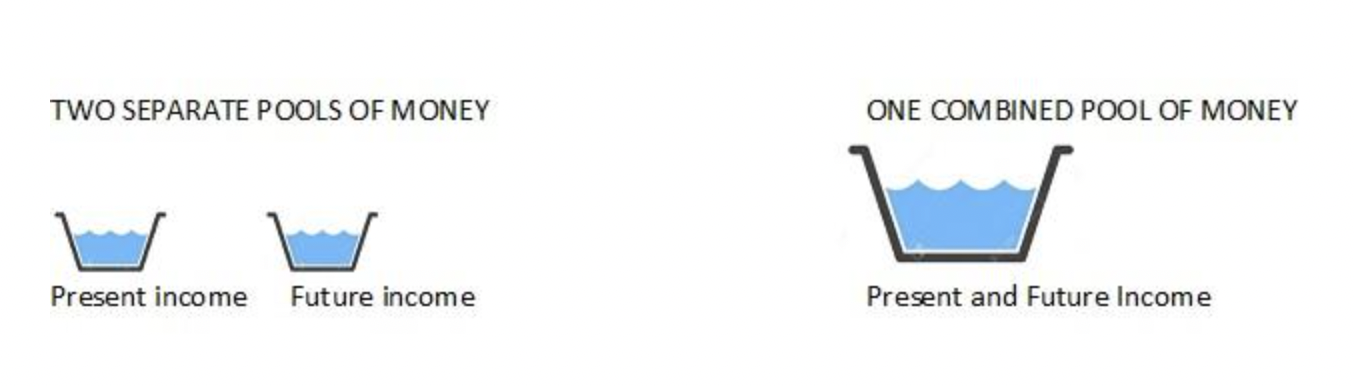 TWO SEPARATE POOLS OF MONEY
ONE COMBINED POOL OF MONEY
Present income
Future income
Present and Future Income